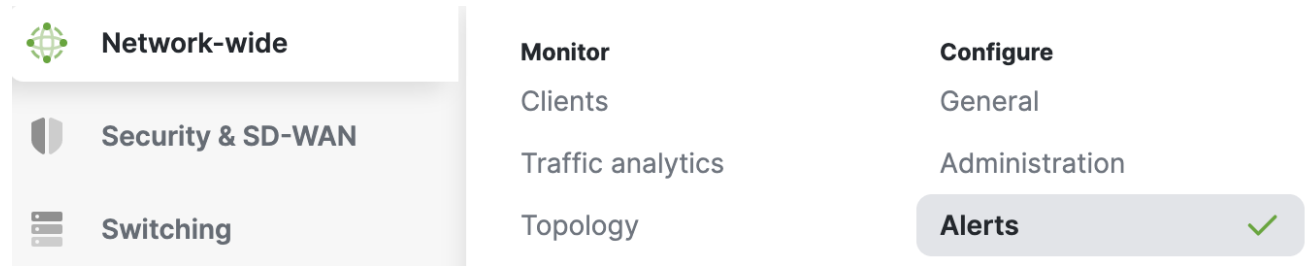 Network-wide
Security & SD-WAN
Switching
Monitor
Clients
Traffic analytics
Topology
Configure
General
Administration
Alerts